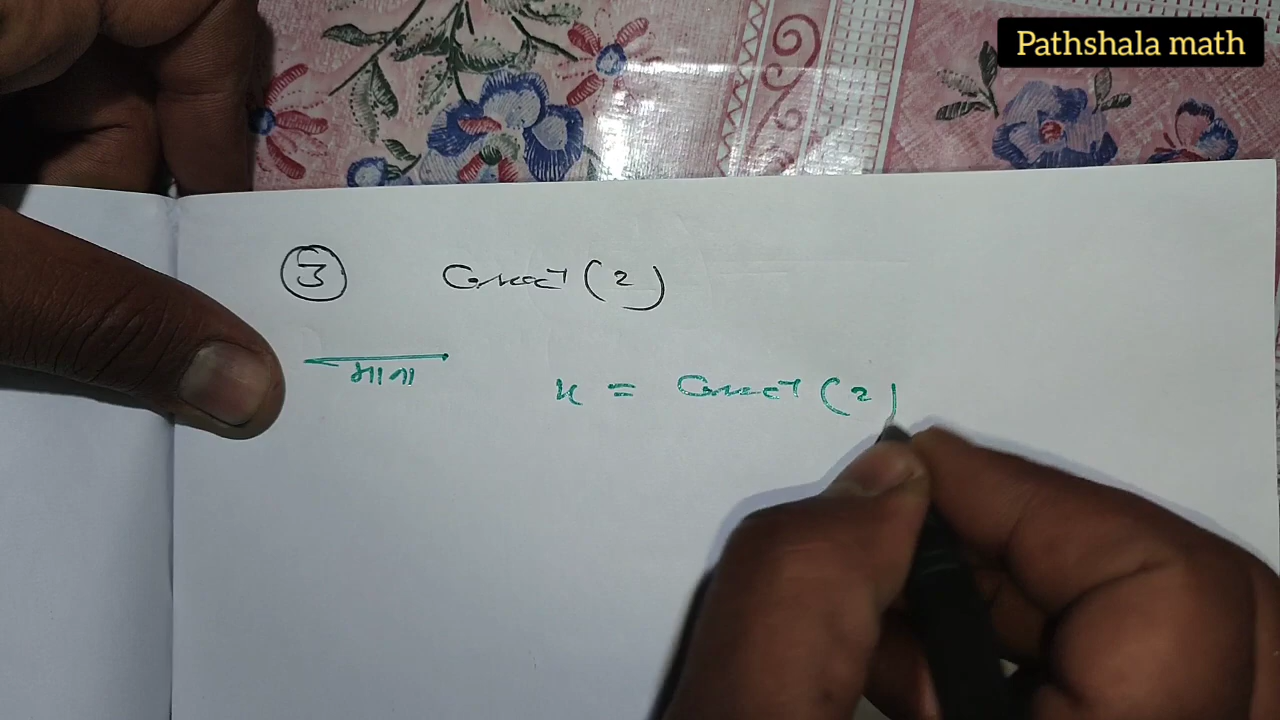 Pathshala math
③ Cosec⁻¹(2)
माना x = Cosec⁻¹(2)